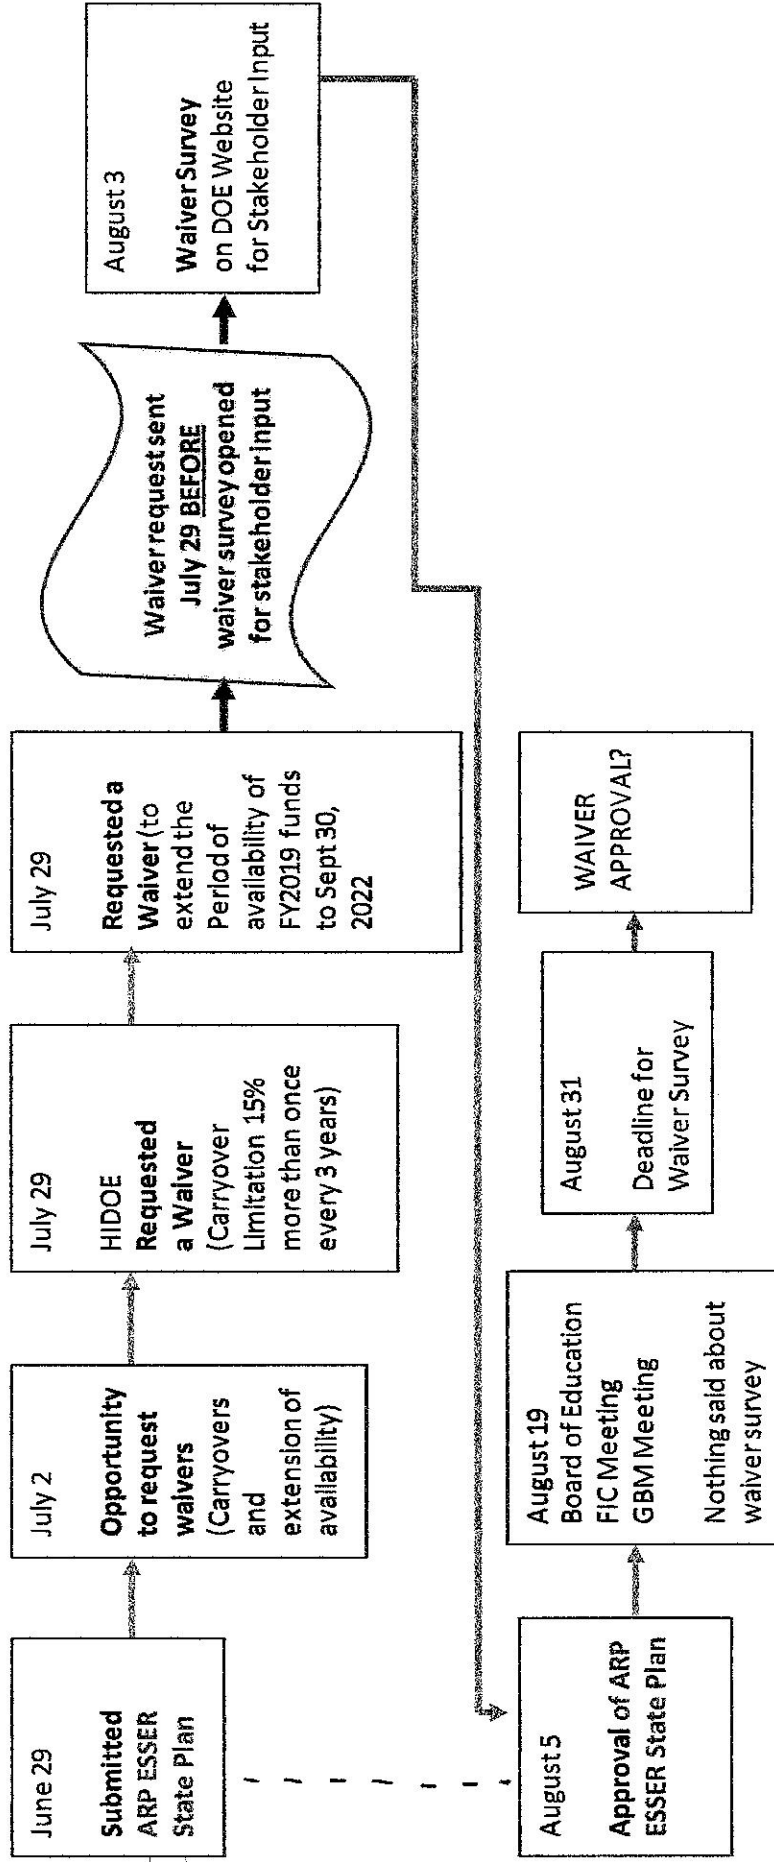 June 29
Submitted
ARP ESSER
State Plan
July 2
Opportunity
to request
waivers
(Carryovers
and
extension of
availability)
July 29
HIDOE
Requested
a Waiver
(Carryover
LImitation 15%
more than once
every 3 years)
July 29
Requested a
Waiver (to
extend the
Period of
availability of
FY2019 funds
to Sept 30,
2022
Waiver request sent
July 29 BEFORE
waiver survey opened
for stakeholder input
August 3
Waiver Survey
on DOE Website
for Stakeholder Input
August 5
Approval of ARP
ESSER State Plan
August 19
Board of Education
FIC Meeting
GBM Meeting
Nothing said about
waiver survey
August 31
Deadline for
Waiver Survey
WAIVER
APPROVAL?